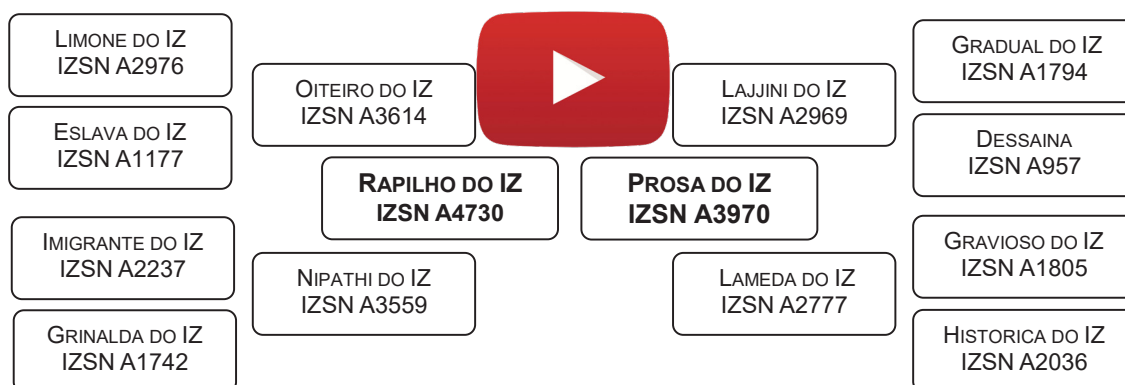 LIMONE DO IZ
IZSN A2976
ESLAVA DO IZ
IZSN A1177
IMIGRANTE DO IZ
IZSN A2237
GRINALDA DO IZ
IZSN A1742
OITEIRO DO IZ
IZSN A3614
NIPATHI DO IZ
IZSN A3559
RAPILHO DO IZ
IZSN A4730
PROSA DO IZ
IZSN A3970
LAJJINI DO IZ
IZSN A2969
LAMEDA DO IZ
IZSN A2777
GRADUAL DO IZ
IZSN A1794
DESSAINA
IZSN A957
GRAVIOSO DO IZ
IZSN A1805
HISTORICA DO IZ
IZSN A2036